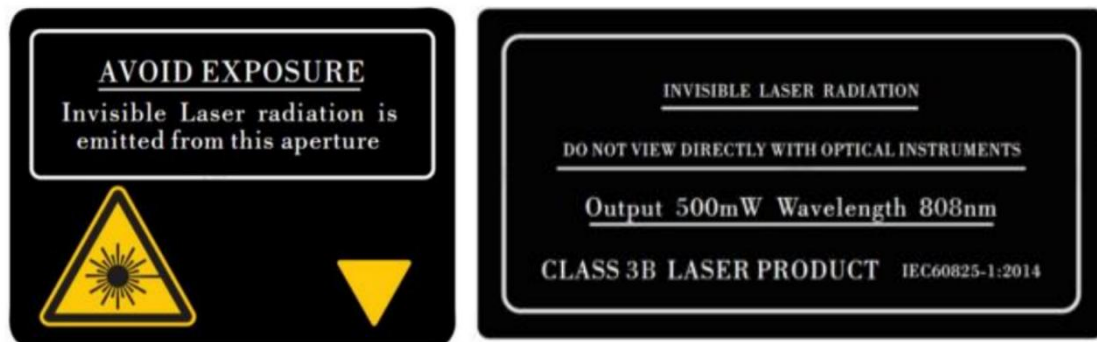 AVOID EXPOSURE
Invisible Laser radiation is
emitted from this aperture
INVISIBLE LASER RADIATION
DO NOT VIEW DIRECTLY WITH OPTICAL INSTRUMENTS
Output 500mW Wavelength 808nm
CLASS 3B LASER PRODUCT IEC60825-1:2014